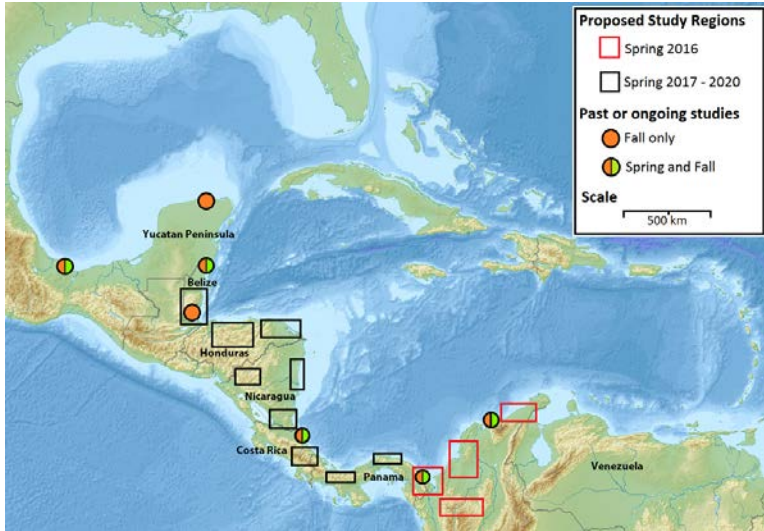 Proposed Study Regions
Spring 2016
Spring 2017 - 2020
Past or ongoing studies
Fall only
Spring and Fall
Scale
500 km
Yucatan Peninsula
Belize
Honduras
Nicaragua
Costa Rica
Panama
Venezuela